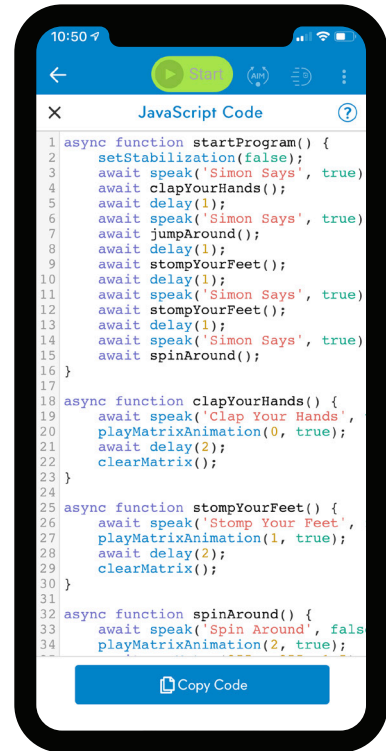 10:50
Start
AIM
JavaScript Code
?
1 async function startProgram() {
2 setStabilization(false);
3 await speak('Simon Says', true)
4 await clapYourHands();
5 await delay(1);
6 await speak('Simon Says', true)
7 await jumpAround();
8 await delay(1);
9 await stompYourFeet();
10 await delay(1);
11 await speak('Simon Says', true)
12 await stompYourFeet();
13 await delay(1);
14 await speak('Simon Says', true)
15 await spinAround();
16 }
17
18 async function clapYourHands() {
19 await speak('Clap Your Hands',
20 playMatrixAnimation(0, true);
21 await delay(2);
22 clearMatrix();
23 }
24
25 async function stompYourFeet() {
26 await speak('Stomp Your Feet',
27 playMatrixAnimation(1, true);
28 await delay(2);
29 clearMatrix();
30 }
31
32 async function spinAround() {
33 await speak('Spin Around', fals
34 playMatrixAnimation(2, true);
Copy Code